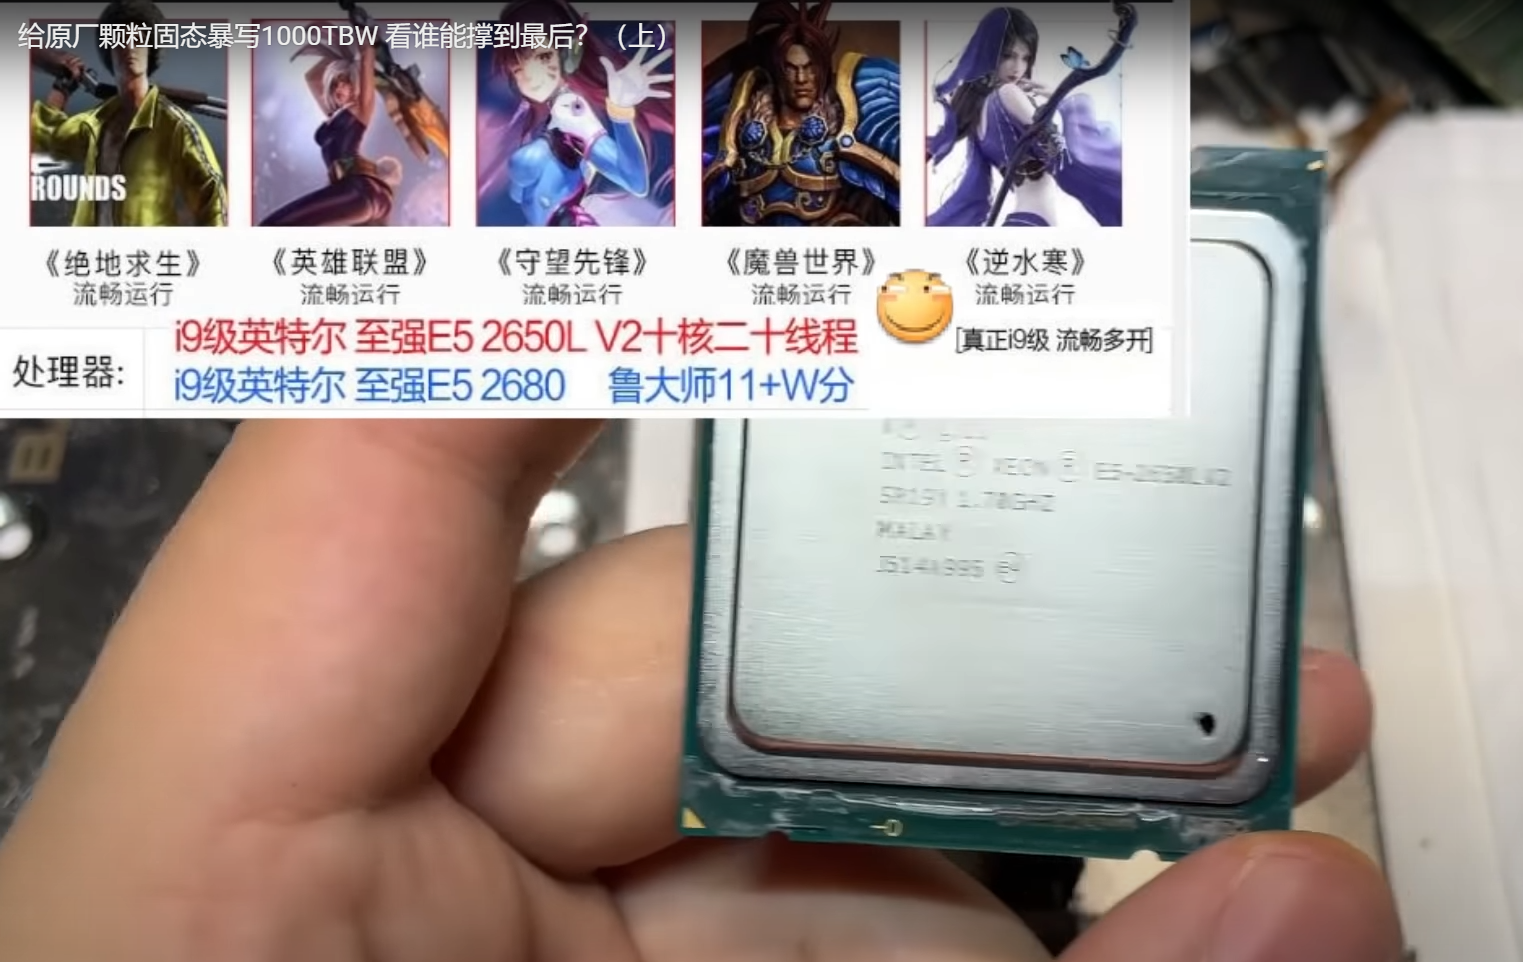 给原厂颗粒固态暴写1000TBW 看谁能撑到最后？（上）
ROUNDS
《绝地求生》 《英雄联盟》 《守望先锋》 《魔兽世界》 《逆水寒》
流畅运行 流畅运行 流畅运行 流畅运行 流畅运行
i9级英特尔 至强E5 2650L V2十核二十线程
[真正i9级 流畅多开]
处理器:
i9级英特尔 至强E5 2680 鲁大师11+W分
INTEL ® XEON ® E5-2650LV2
SR19Y 1.70GHZ
MALAY